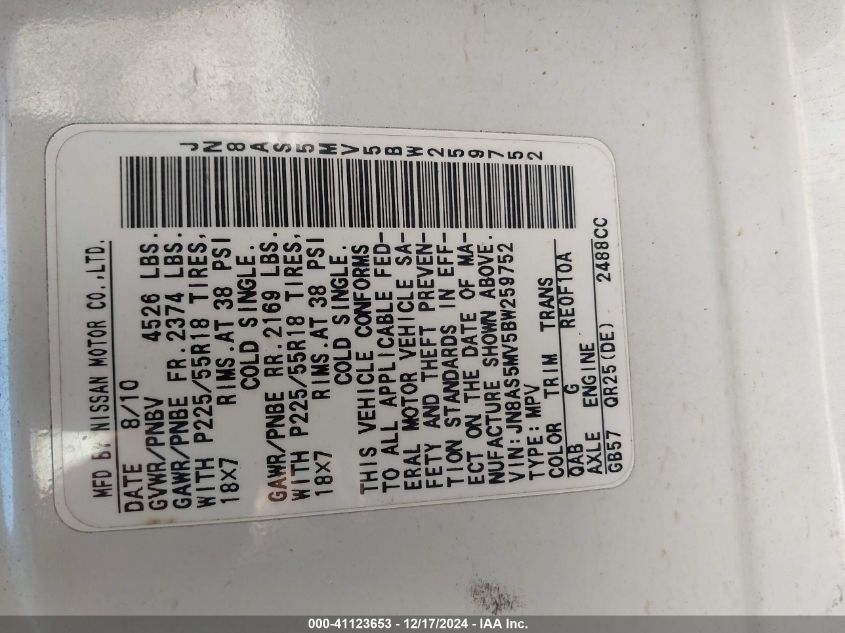 MFD BY NISSAN MOTOR CO.,LTD.
DATE 8/10
GVWR/PNBV 4526 LBS.
GAWR/PNBE FR. 2374 LBS.
WITH P225/55R18 TIRES,
18X7 RIMS.AT 38 PSI
COLD SINGLE.
GAWR/PNBE RR. 2169 LBS.
WITH P225/55R18 TIRES,
18X7 RIMS.AT 38 PSI
COLD SINGLE.
THIS VEHICLE CONFORMS
TO ALL APPLICABLE FED-
ERAL MOTOR VEHICLE SA-
FETY AND THEFT PREVEN-
TION STANDARDS IN EFF-
ECT ON THE DATE OF MA-
NUFACTURE SHOWN ABOVE.
VIN:JN8AS5MV5BW259752
TYPE: MPV
COLOR TRIM TRANS
QAB G RE0F10A
AXLE ENGINE
GB57 QR25(DE) 2488CC
JN8AS5MV5BW259752
000-41123653 - 12/17/2024 - IAA Inc.